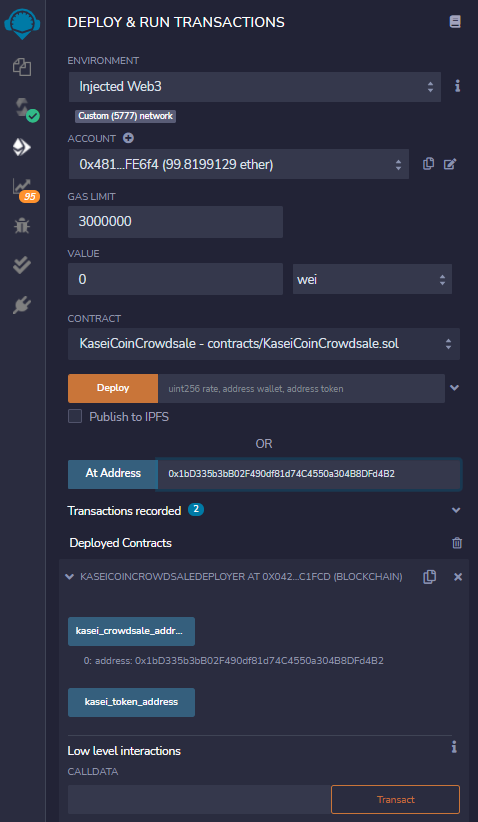 DEPLOY & RUN TRANSACTIONS
ENVIRONMENT
Injected Web3
Custom (5777) network
ACCOUNT
0x481...FE6f4 (99.8199129 ether)
GAS LIMIT
95
3000000
VALUE
0 wei
CONTRACT
KaseiCoinCrowdsale - contracts/KaseiCoinCrowdsale.sol
Deploy uint256 rate, address wallet, address token
Publish to IPFS
OR
At Address 0x1bD335b3bB02F490df81d74C4550a304B8DFd4B2
Transactions recorded 2
Deployed Contracts
KASEICOINCROWDSALEDEPLOYER AT 0X042...C1FCD (BLOCKCHAIN)
kasei_crowdsale_addr...
0: address: 0x1bD335b3bB02F490df81d74C4550a304B8DFd4B2
kasei_token_address
Low level interactions
CALLDATA
Transact